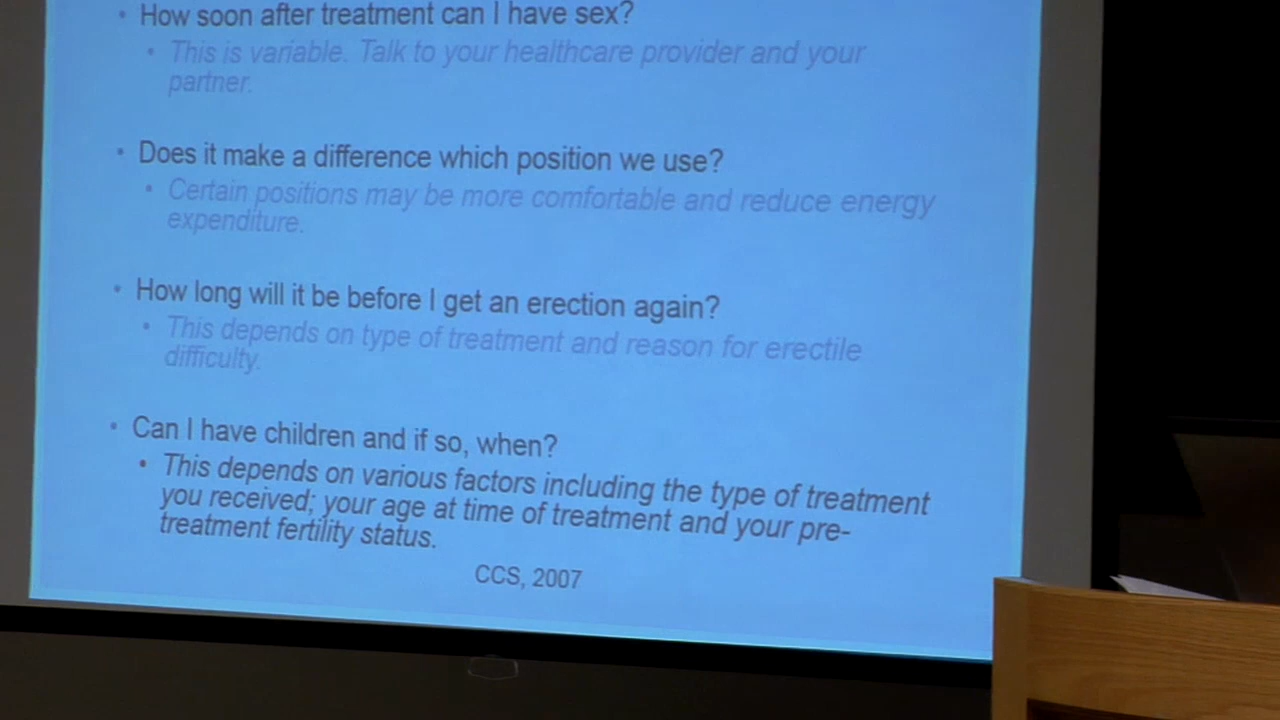 • How soon after treatment can I have sex?
• This is variable. Talk to your healthcare provider and your
partner.
• Does it make a difference which position we use?
• Certain positions may be more comfortable and reduce energy
expenditure.
• How long will it be before I get an erection again?
• This depends on type of treatment and reason for erectile
difficulty.
• Can I have children and if so, when?
• This depends on various factors including the type of treatment
you received; your age at time of treatment and your pre-
treatment fertility status.
CCS, 2007